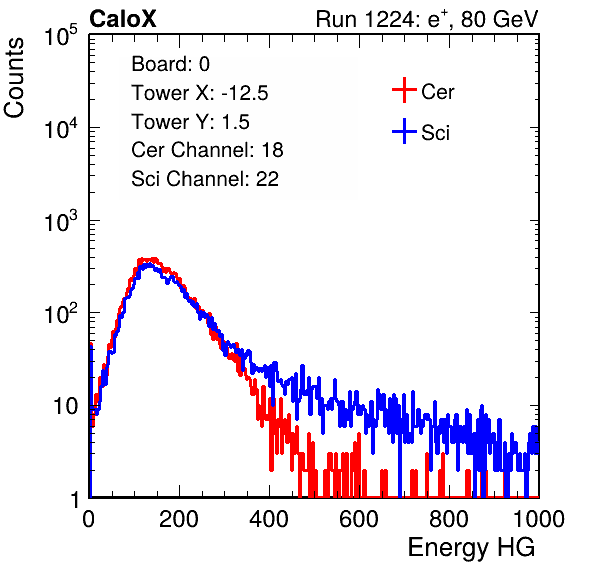 CaloX Run 1224: e⁺, 80 GeV
Counts
Board: 0
Tower X: -12.5
Tower Y: 1.5
Cer Channel: 18
Sci Channel: 22
Cer
Sci
10⁵
10⁴
10³
10²
10
1
0 200 400 600 800 1000
Energy HG